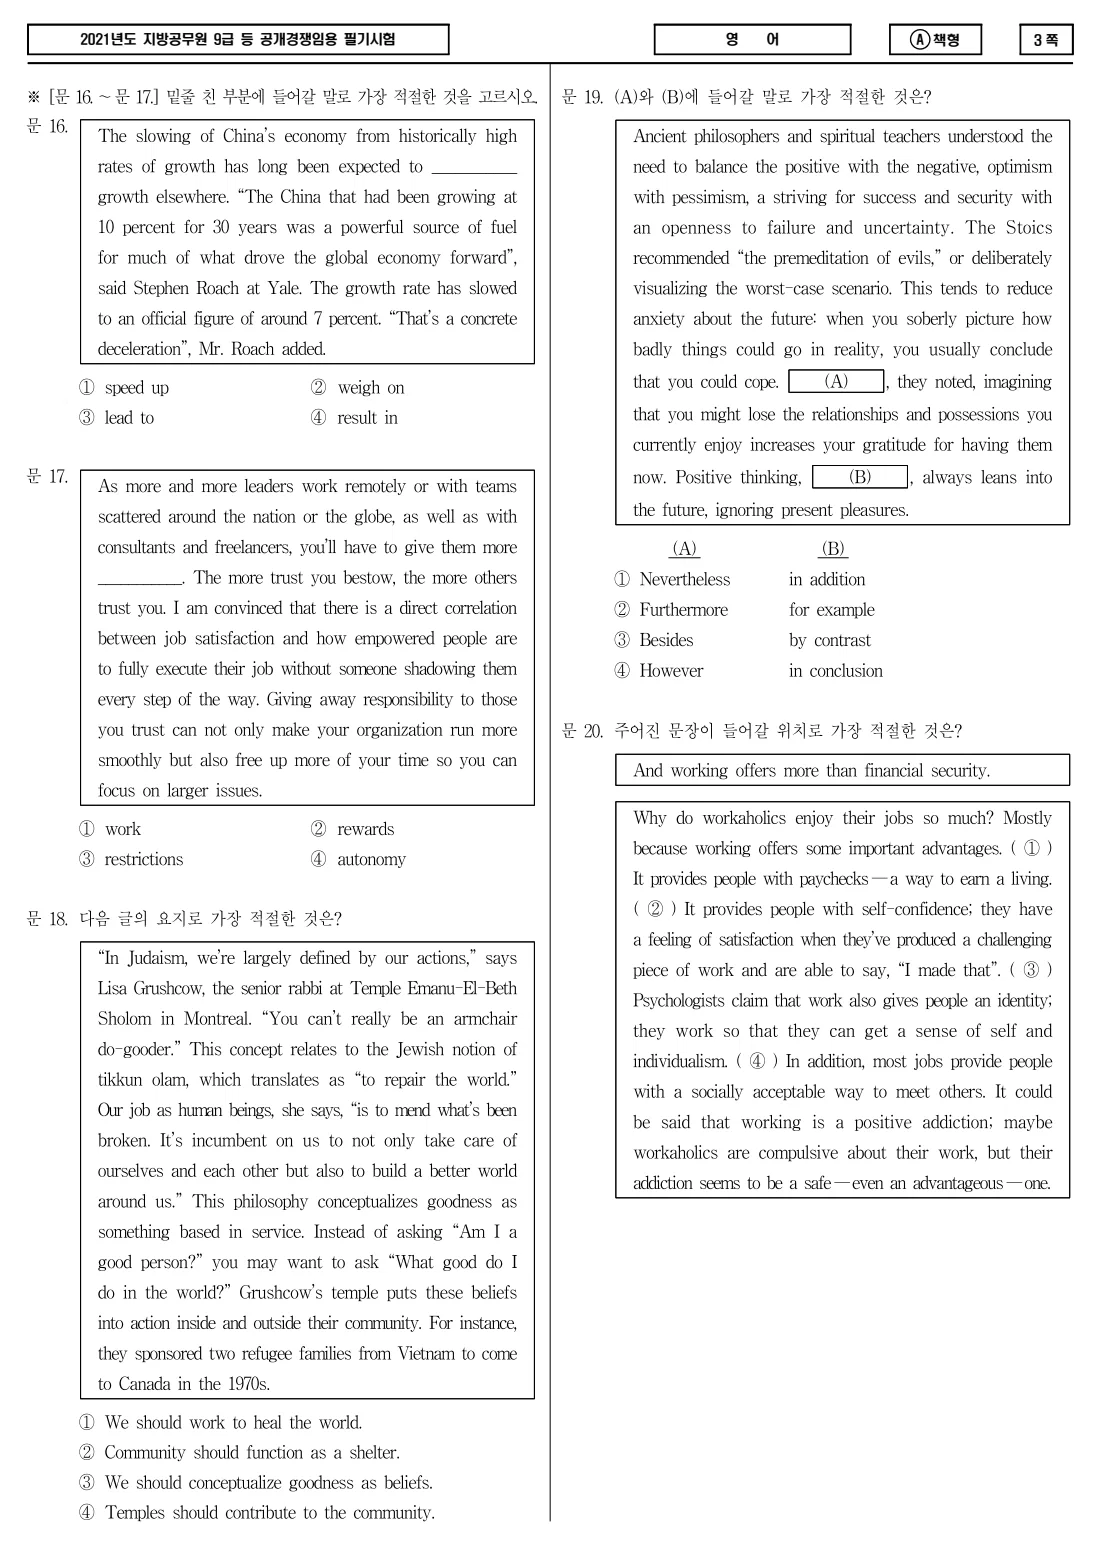 2021년도 지방공무원 9급 등 공개경쟁임용 필기시험
영 어
Ⓐ책형
3 쪽
※ [문 16. ~ 문 17.] 밑줄 친 부분에 들어갈 말로 가장 적절한 것을 고르시오.
문 16.
The slowing of China’s economy from historically high
rates of growth has long been expected to __________
growth elsewhere. “The China that had been growing at
10 percent for 30 years was a powerful source of fuel
for much of what drove the global economy forward”,
said Stephen Roach at Yale. The growth rate has slowed
to an official figure of around 7 percent. “That’s a concrete
deceleration”, Mr. Roach added.
① speed up ② weigh on
③ lead to ④ result in
문 17.
As more and more leaders work remotely or with teams
scattered around the nation or the globe, as well as with
consultants and freelancers, you’ll have to give them more
__________. The more trust you bestow, the more others
trust you. I am convinced that there is a direct correlation
between job satisfaction and how empowered people are
to fully execute their job without someone shadowing them
every step of the way. Giving away responsibility to those
you trust can not only make your organization run more
smoothly but also free up more of your time so you can
focus on larger issues.
① work ② rewards
③ restrictions ④ autonomy
문 18. 다음 글의 요지로 가장 적절한 것은?
“In Judaism, we’re largely defined by our actions,” says
Lisa Grushcow, the senior rabbi at Temple Emanu-El-Beth
Sholom in Montreal. “You can’t really be an armchair
do-gooder.” This concept relates to the Jewish notion of
tikkun olam, which translates as “to repair the world.”
Our job as human beings, she says, “is to mend what’s been
broken. It’s incumbent on us to not only take care of
ourselves and each other but also to build a better world
around us.” This philosophy conceptualizes goodness as
something based in service. Instead of asking “Am I a
good person?” you may want to ask “What good do I
do in the world?” Grushcow’s temple puts these beliefs
into action inside and outside their community. For instance,
they sponsored two refugee families from Vietnam to come
to Canada in the 1970s.
① We should work to heal the world.
② Community should function as a shelter.
③ We should conceptualize goodness as beliefs.
④ Temples should contribute to the community.
문 19. (A)와 (B)에 들어갈 말로 가장 적절한 것은?
Ancient philosophers and spiritual teachers understood the
need to balance the positive with the negative, optimism
with pessimism, a striving for success and security with
an openness to failure and uncertainty. The Stoics
recommended “the premeditation of evils,” or deliberately
visualizing the worst-case scenario. This tends to reduce
anxiety about the future: when you soberly picture how
badly things could go in reality, you usually conclude
that you could cope. (A) , they noted, imagining
that you might lose the relationships and possessions you
currently enjoy increases your gratitude for having them
now. Positive thinking, (B) , always leans into
the future, ignoring present pleasures.
(A) (B)
① Nevertheless in addition
② Furthermore for example
③ Besides by contrast
④ However in conclusion
문 20. 주어진 문장이 들어갈 위치로 가장 적절한 것은?
And working offers more than financial security.
Why do workaholics enjoy their jobs so much? Mostly
because working offers some important advantages. ( ① )
It provides people with paychecks—a way to earn a living.
( ② ) It provides people with self-confidence; they have
a feeling of satisfaction when they’ve produced a challenging
piece of work and are able to say, “I made that”. ( ③ )
Psychologists claim that work also gives people an identity;
they work so that they can get a sense of self and
individualism. ( ④ ) In addition, most jobs provide people
with a socially acceptable way to meet others. It could
be said that working is a positive addiction; maybe
workaholics are compulsive about their work, but their
addiction seems to be a safe—even an advantageous—one.